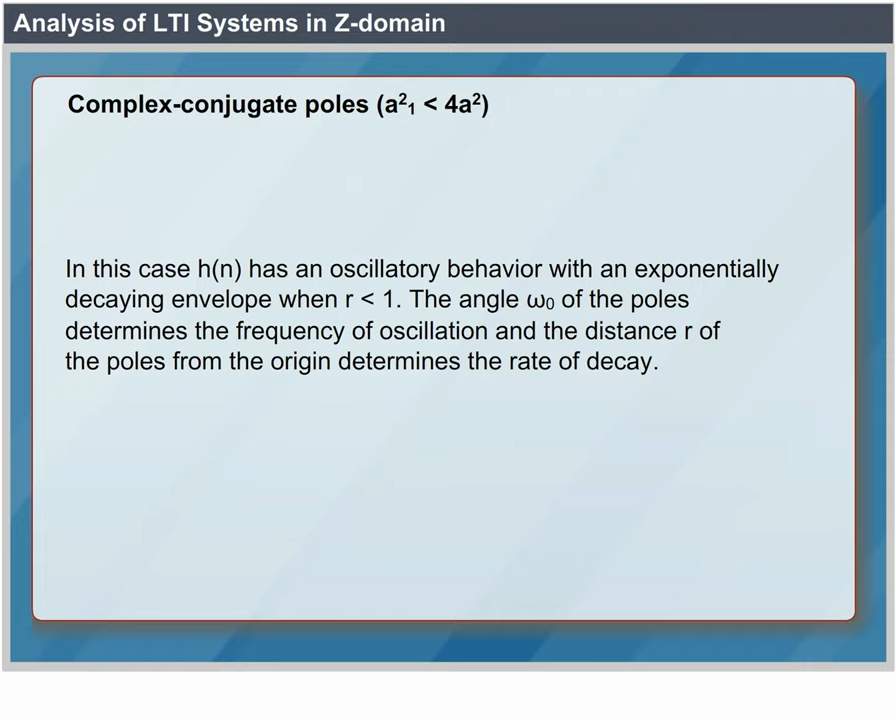 Analysis of LTI Systems in Z-domain
Complex-conjugate poles (a²₁ < 4a²)
In this case h(n) has an oscillatory behavior with an exponentially
decaying envelope when r < 1. The angle ω₀ of the poles
determines the frequency of oscillation and the distance r of
the poles from the origin determines the rate of decay.